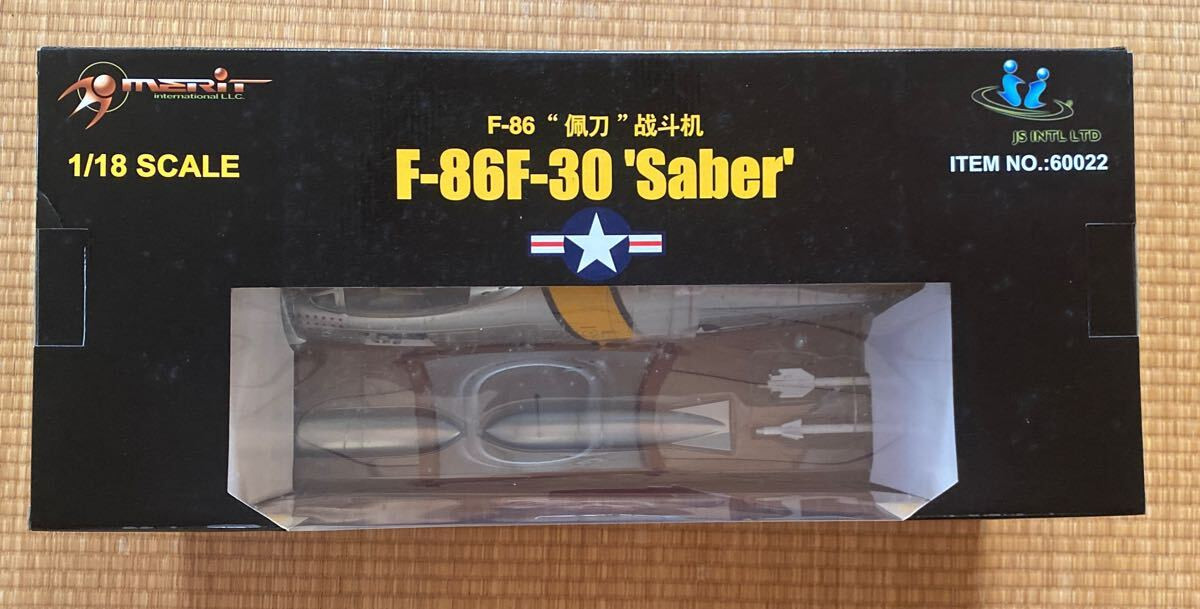 merit
international L.L.C.
1/18 SCALE
F-86 “佩刀”战斗机
F-86F-30 'Saber'
JS INTL LTD
ITEM NO.:60022